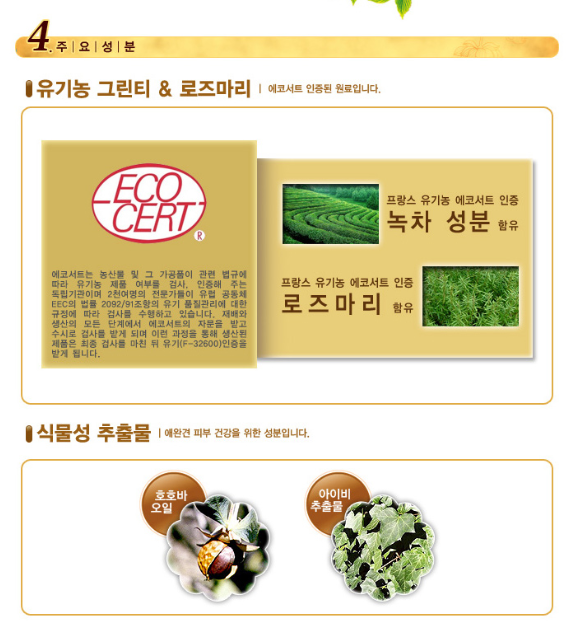 4. 주|요|성|분
유기농 그린티 & 로즈마리 | 에코서트 인증된 원료입니다.
ECO
CERT
®
에코서트는 농산물 및 그 가공품이 관련 법규에
따라 유기농 제품 여부를 검사, 인증해 주는
독립기관이며 2천여명의 전문가들이 유럽 공동체
EEC의 법률 2092/91조항의 유기 품질관리에 대한
규정에 따라 검사를 수행하고 있습니다. 재배와
생산의 모든 단계에서 에코서트의 자문을 받고
수시로 검사를 받게 되며 이런 과정을 통해 생산된
제품은 최종 검사를 마친 뒤 유기(F-32600)인증을
받게 됩니다.
프랑스 유기농 에코서트 인증
녹차 성분 함유
프랑스 유기농 에코서트 인증
로즈마리 함유
식물성 추출물 | 애완견 피부 건강을 위한 성분입니다.
호호바
오일
아이비
추출물